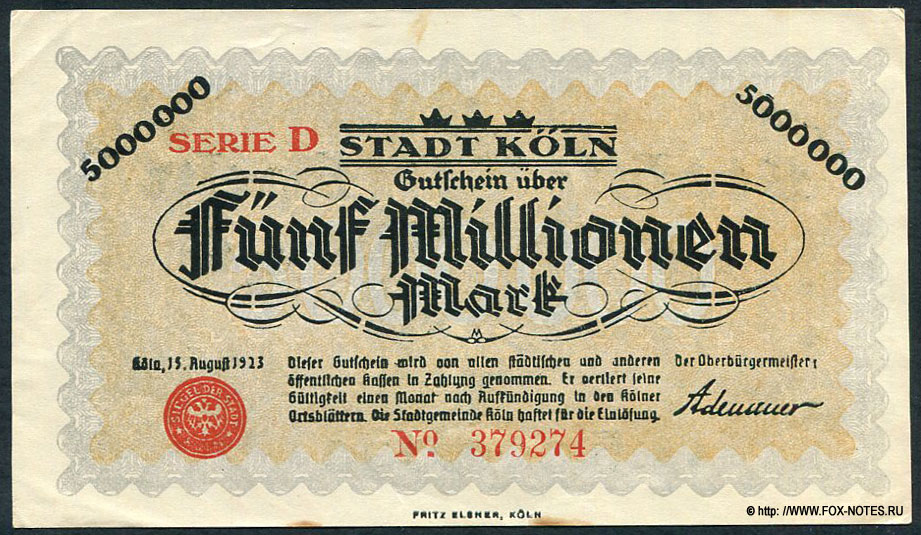 5000000
5000000
SERIE D
STADT KÖLN
Gutschein über
Fünf Millionen
Mark
Köln, 15. August 1923
Dieser Gutschein wird von allen städtischen und anderen
öffentlichen Kassen in Zahlung genommen. Er verliert seine
Gültigkeit einen Monat nach Aufkündigung in den Kölner
Ortsblättern. Die Stadtgemeinde Köln haftet für die Einlösung.
Der Oberbürgermeister:
Adenauer
SIEGEL DER STADT
No. 379274
FRITZ ELSNER, KÖLN
© http: //WWW.FOX-NOTES.RU